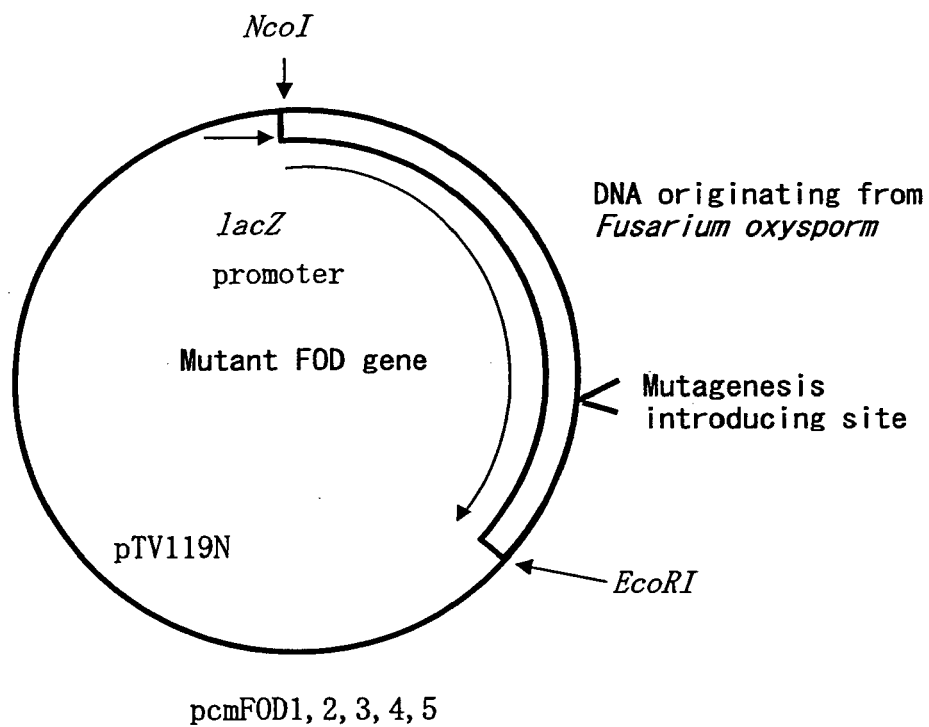 NcoI
DNA originating from
Fusarium oxysporm
lacZ
promoter
Mutant FOD gene
Mutagenesis
introducing site
pTV119N
EcoRI
pcmFOD1, 2, 3, 4, 5